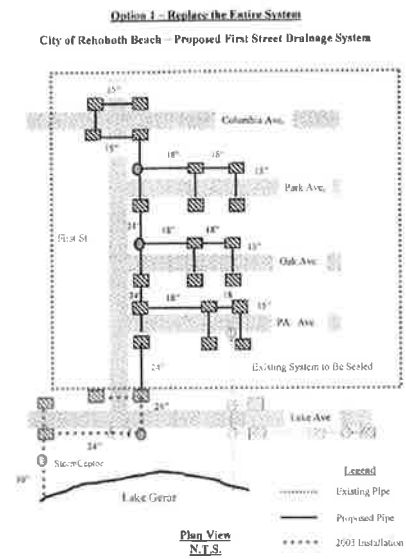 Option 1 – Replace the Entire System
City of Rehoboth Beach – Proposed First Street Drainage System
15"
Columbia Ave.
15"
18"
15"
Park Ave.
First St
24"
18"
18"
15"
Oak Ave
24"
18"
18
15"
PA. Ave
24"
Existing System to Be Sealed
24"
Lake Ave
24"
StormCeptor
Lake Gerar
Legend
Existing Pipe
Proposed Pipe
2003 Installation
Plan View
N.T.S.